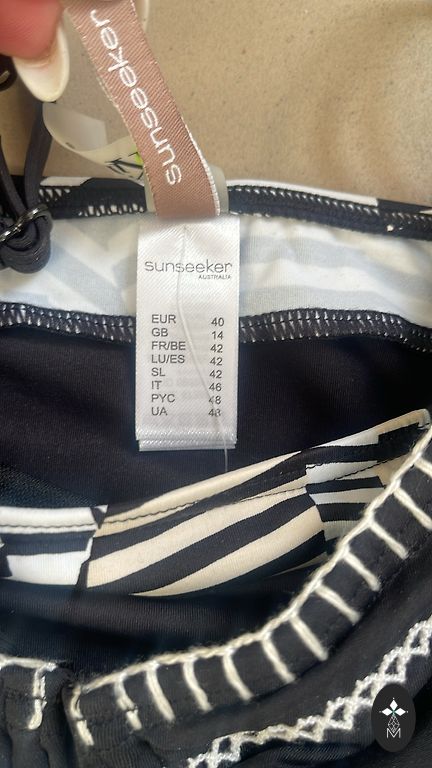 sunseeker
sunseeker
sunseeker
AUSTRALIA
EUR 40
GB 14
FR/BE 42
LU/ES 42
SL 42
IT 46
PYC 48
UA 48
M